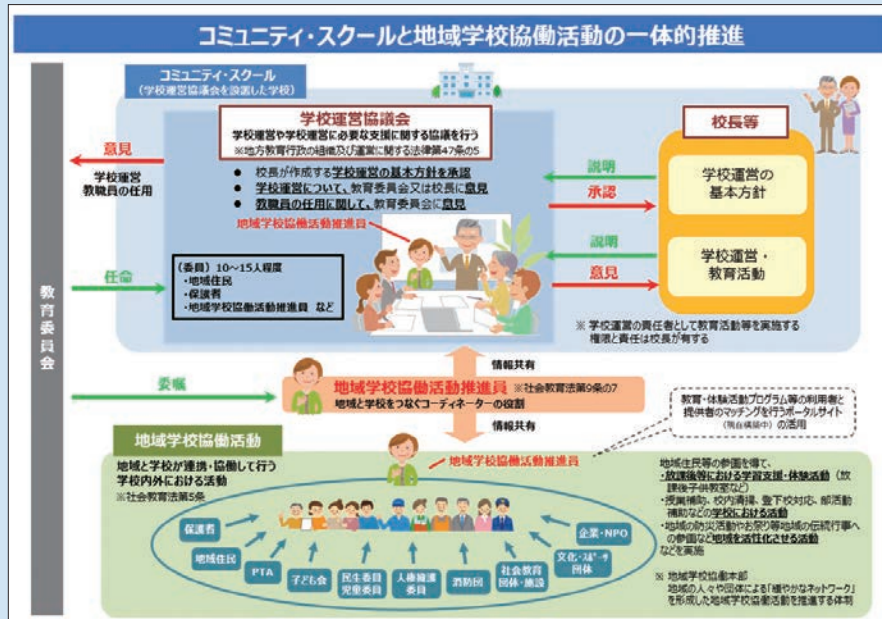 コミュニティ・スクールと地域学校協働活動の一体的推進
教育委員会
コミュニティ・スクール
(学校運営協議会を設置した学校)
意見
学校運営
教職員の任用
任命
学校運営協議会
学校運営や学校運営に必要な支援に関する協議を行う
※地方教育行政の組織及び運営に関する法律第47条の5
● 校長が作成する学校運営の基本方針を承認
● 学校運営について、教育委員会又は校長に意見
● 教職員の任用に関して、教育委員会に意見
地域学校協働活動推進員
(委員) 10～15人程度
・地域住民
・保護者
・地域学校協働活動推進員 など
説明
承認
説明
意見
校長等
学校運営の
基本方針
学校運営・
教育活動
※ 学校運営の責任者として教育活動等を実施する
権限と責任は校長が有する
情報共有
委嘱
地域学校協働活動推進員 ※社会教育法第9条の7
地域と学校をつなぐコーディネーターの役割
情報共有
教育・体験活動プログラム等の利用者と
提供者のマッチングを行うポータルサイト
(現在構築中)の活用
地域学校協働活動
地域と学校が連携・協働して行う
学校内外における活動
※社会教育法第5条
地域学校協働活動推進員
保護者
地域住民
PTA
子ども会
民生委員
児童委員
人権擁護
委員
消防団
社会教育
団体・施設
文化・スポーツ
団体
企業・NPO
地域住民等の参画を得て、
・放課後等における学習支援・体験活動(放
課後子供教室など)
・授業補助、校内清掃、登下校対応、部活動
補助などの学校における活動
・地域の防災活動やお祭り等地域の伝統行事へ
の参画など地域を活性化させる活動
などを実施
※ 地域学校協働本部
地域の人々や団体による「緩やかなネットワーク」
を形成した地域学校協働活動を推進する体制